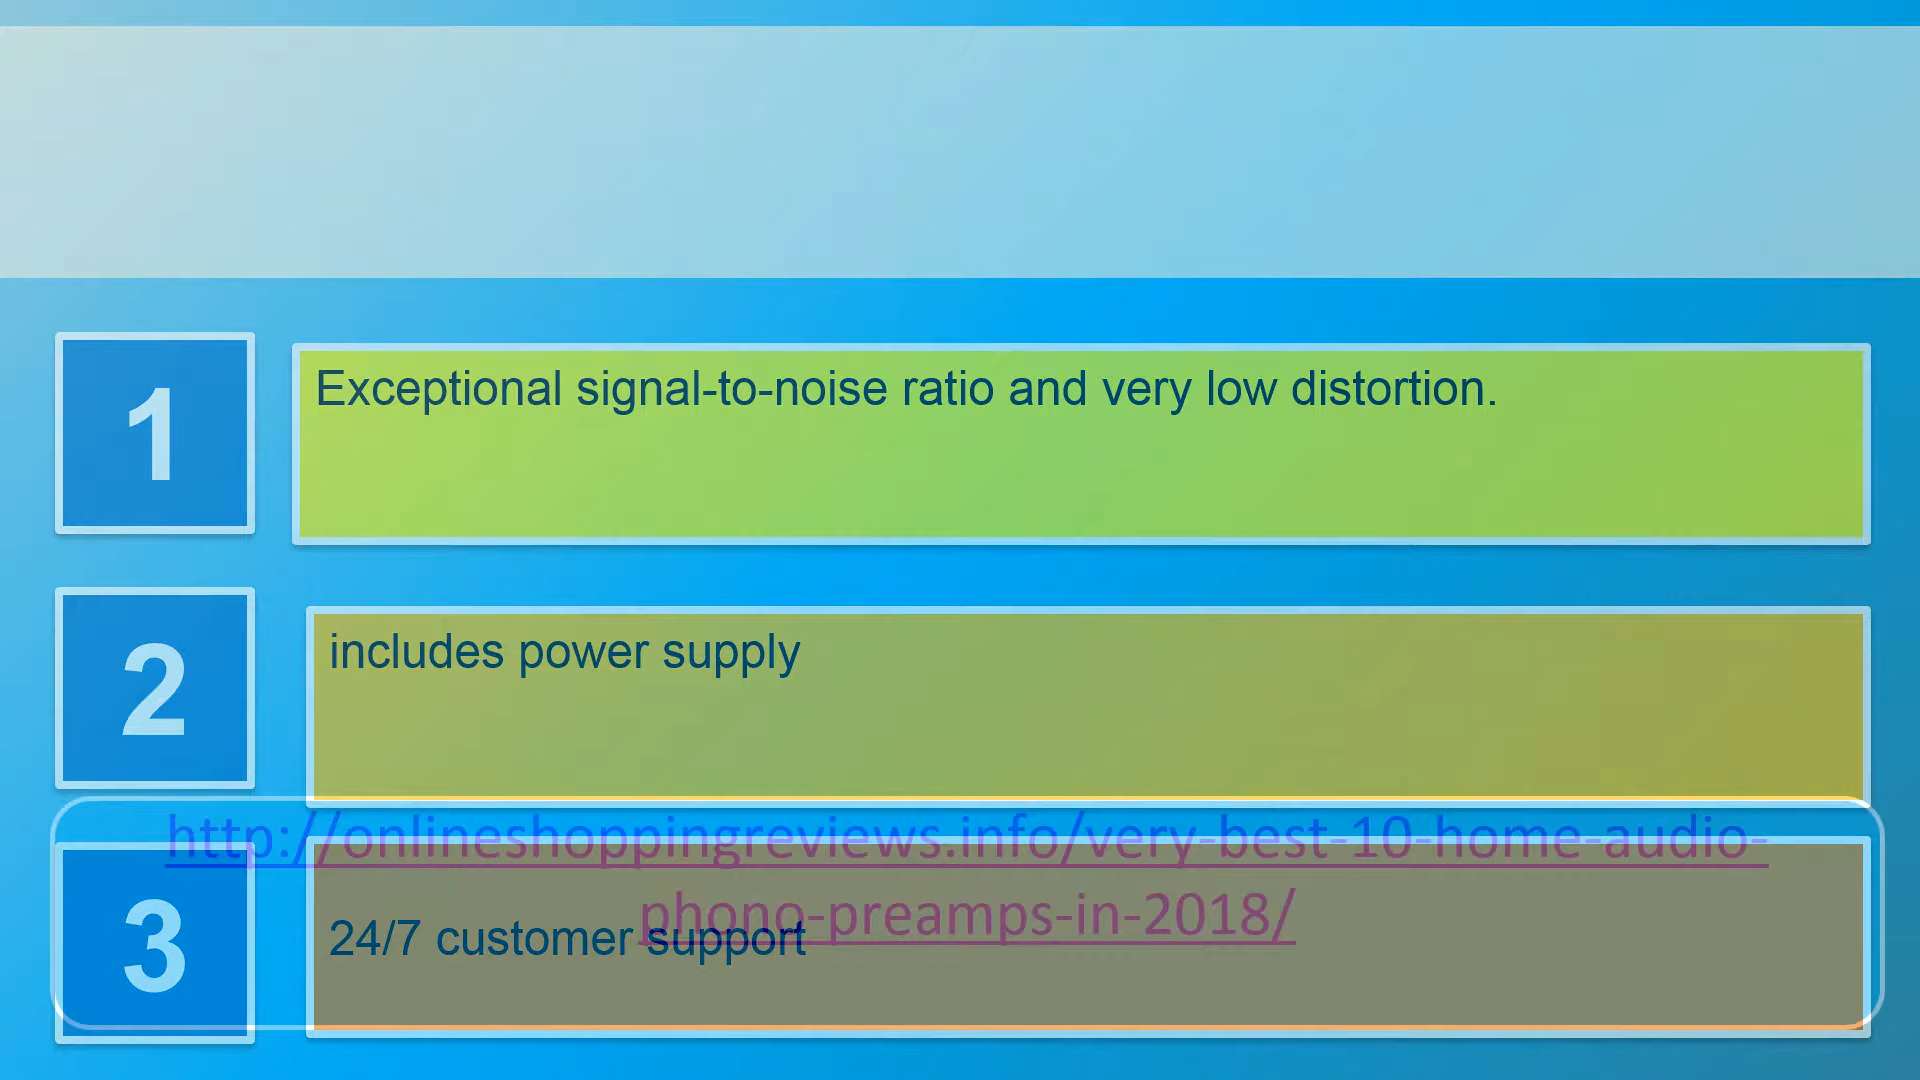 1
Exceptional signal-to-noise ratio and very low distortion.
2
includes power supply
http://onlineshoppingreviews.info/very-best-10-home-audio-
phono-preamps-in-2018/
3
24/7 customer support